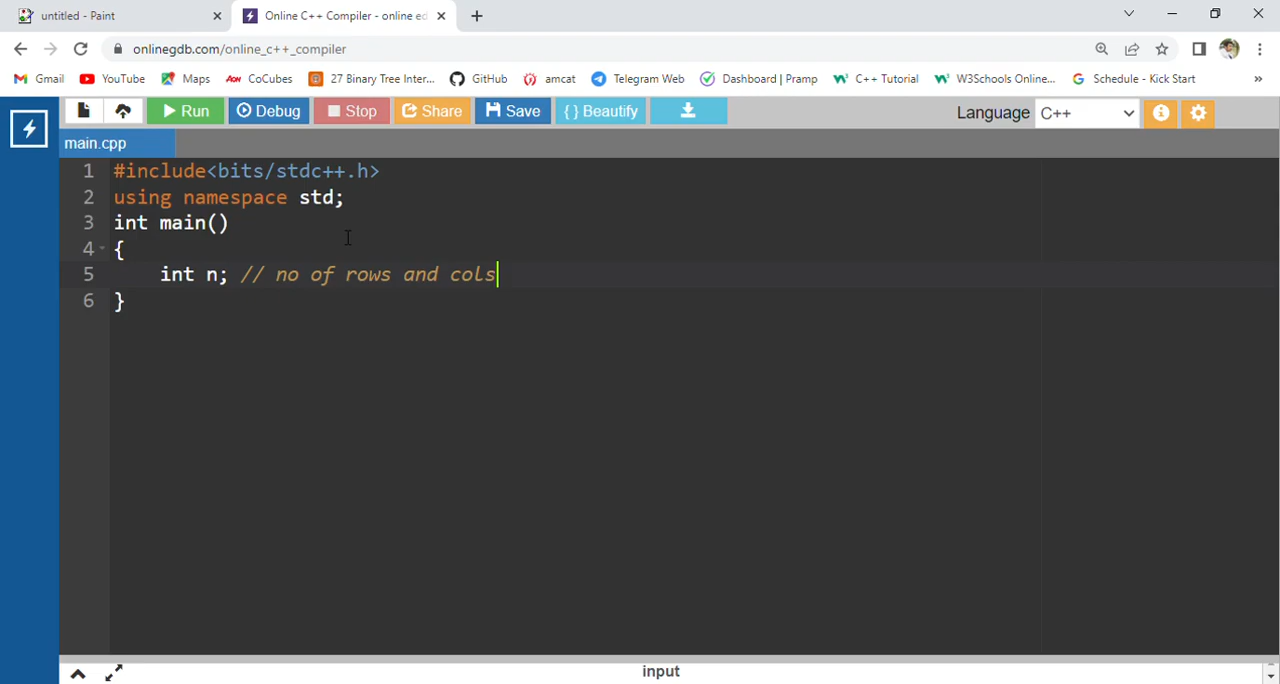 untitled - Paint
Online C++ Compiler - online ed
onlinegdb.com/online_c++_compiler
Gmail YouTube Maps AON CoCubes 27 Binary Tree Inter... GitHub amcat Telegram Web Dashboard | Pramp C++ Tutorial W3Schools Online... Schedule - Kick Start »
Run Debug Stop Share Save { } Beautify Language C++
main.cpp
1 #include<bits/stdc++.h>
2 using namespace std;
3 int main()
4 {
5 int n; // no of rows and cols
6 }
input